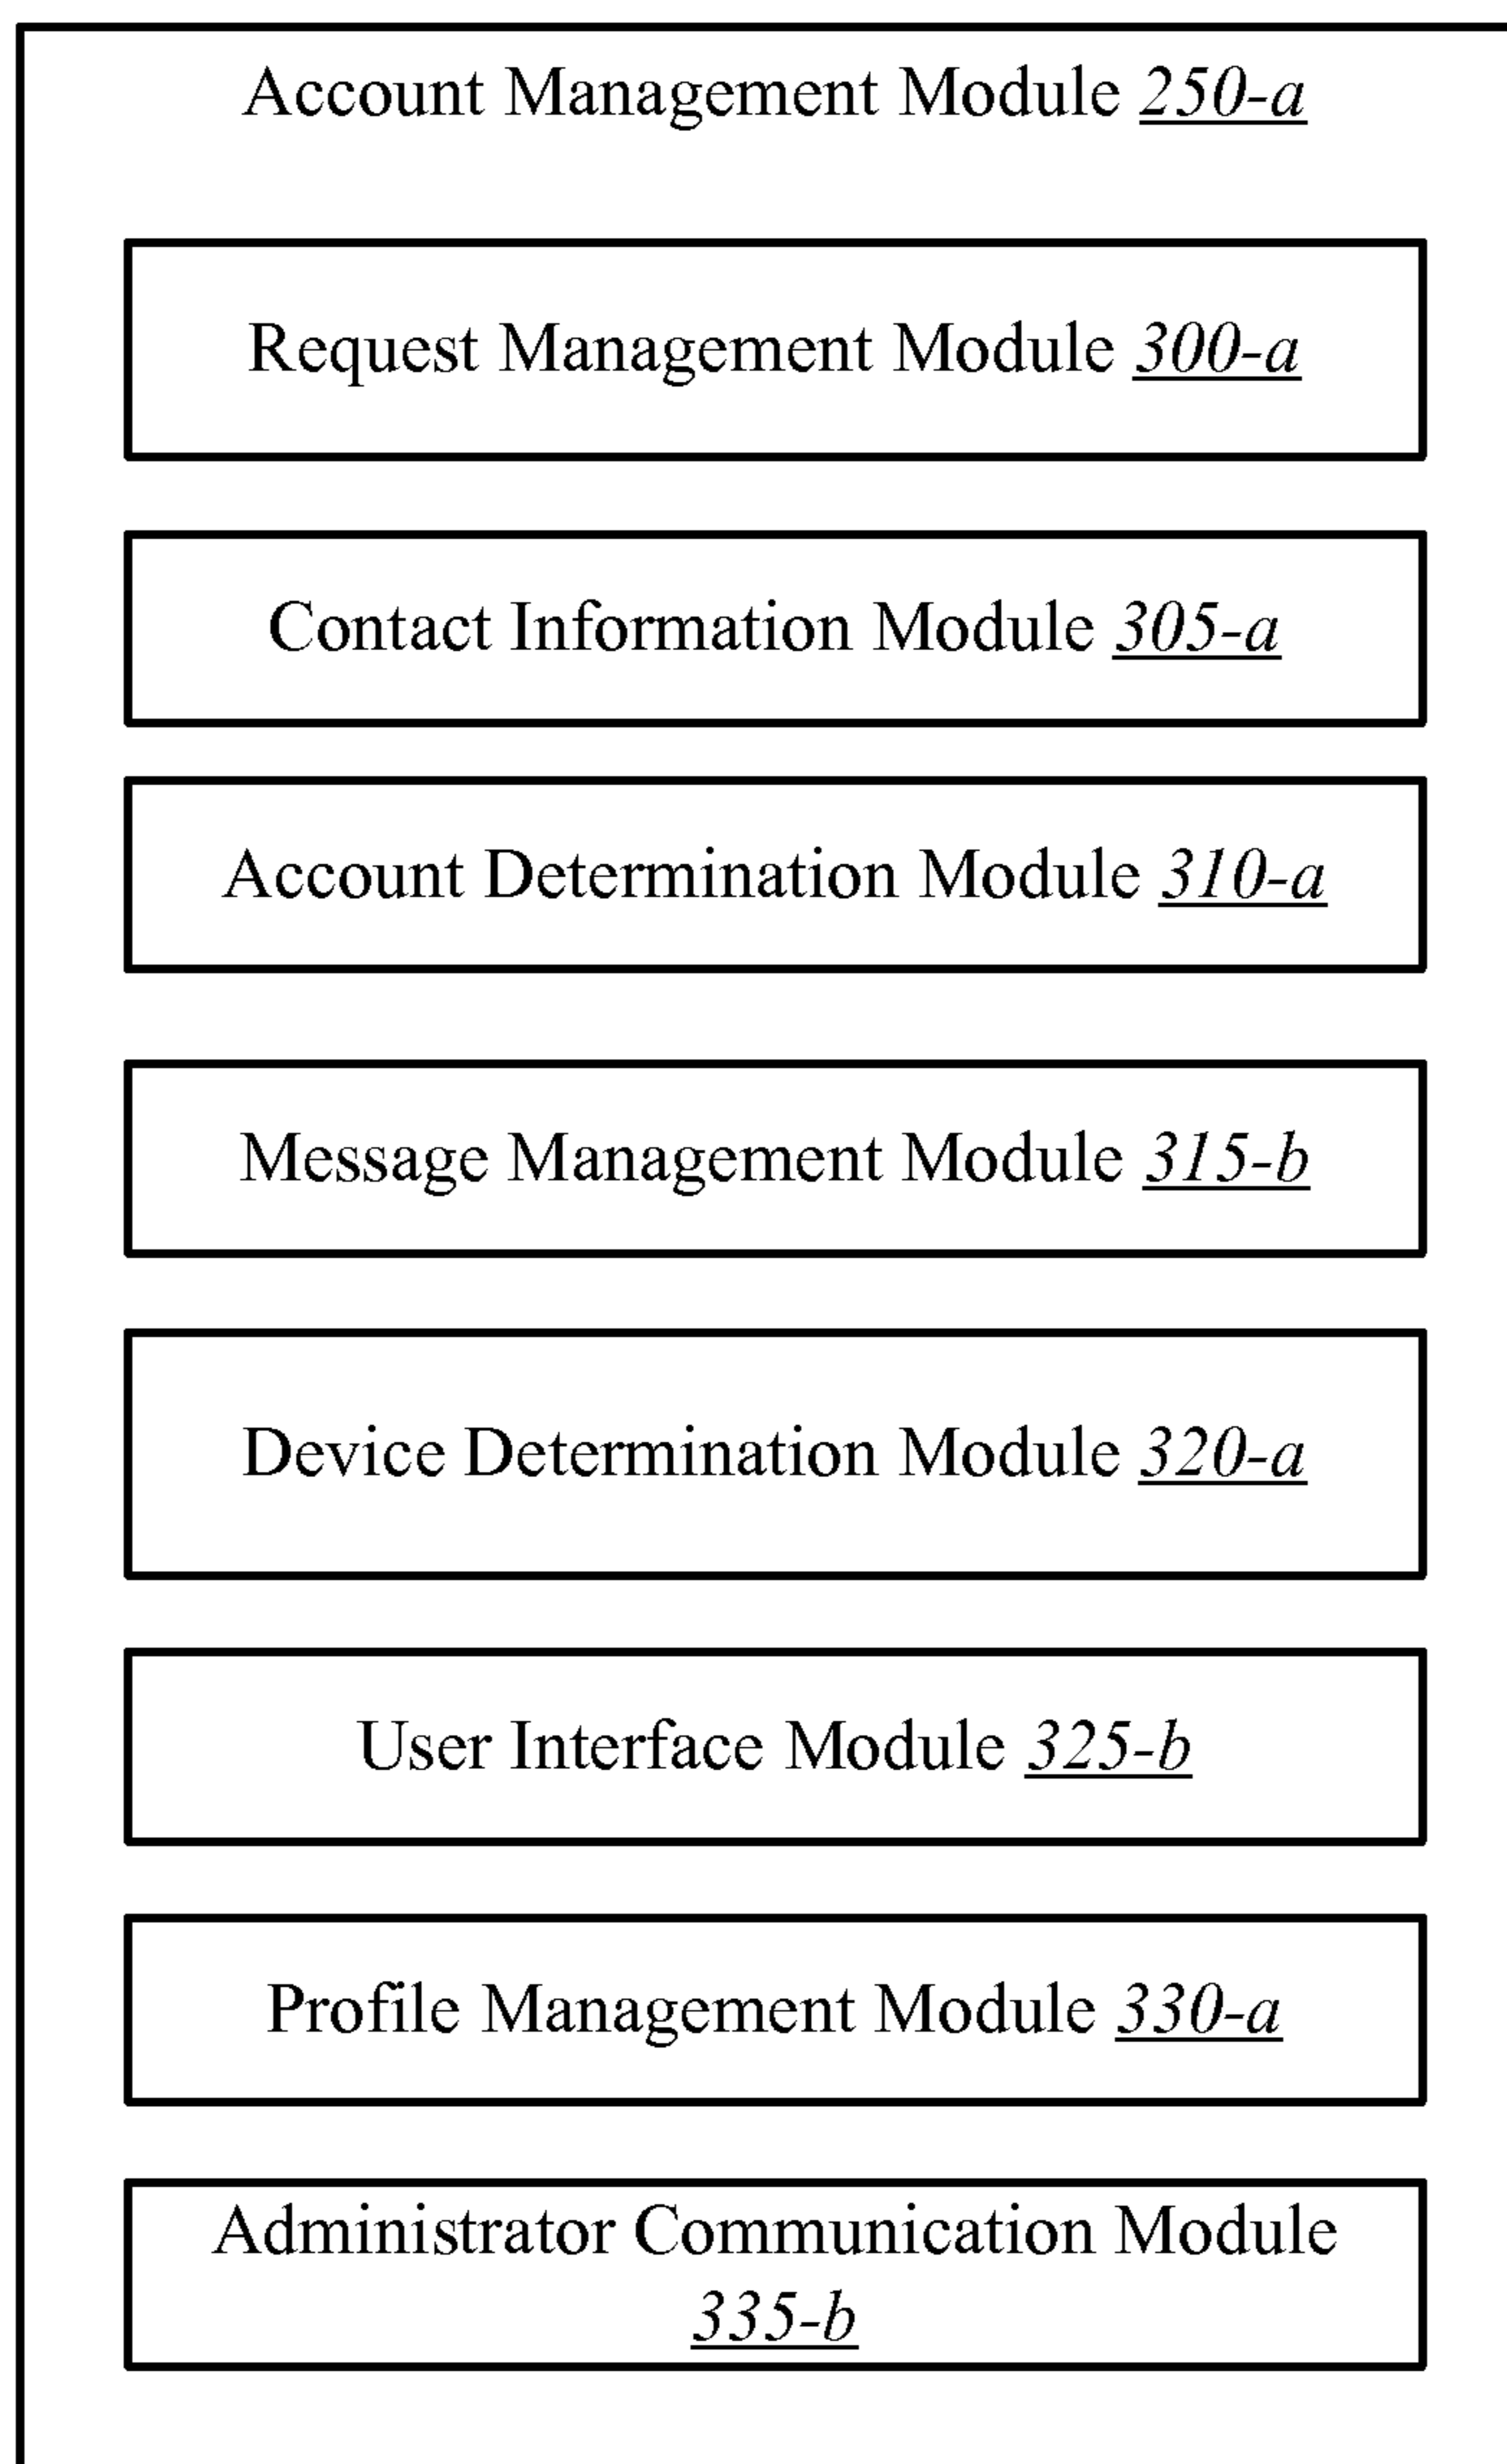 Account Management Module 250-a
Request Management Module 300-a
Contact Information Module 305-a
Account Determination Module 310-a
Message Management Module 315-b
Device Determination Module 320-a
User Interface Module 325-b
Profile Management Module 330-a
Administrator Communication Module
335-b